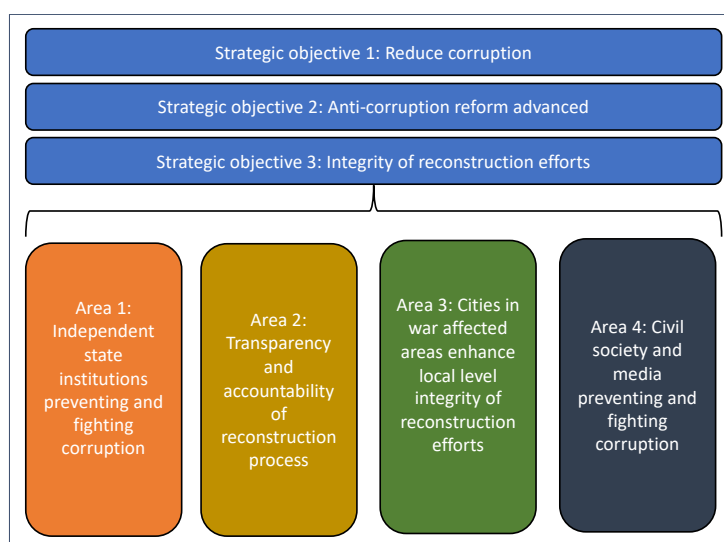 Strategic objective 1: Reduce corruption
Strategic objective 2: Anti-corruption reform advanced
Strategic objective 3: Integrity of reconstruction efforts
Area 1:
Independent
state
institutions
preventing and
fighting
corruption
Area 2:
Transparency
and
accountability
of
reconstruction
process
Area 3: Cities in
war affected
areas enhance
local level
integrity of
reconstruction
efforts
Area 4: Civil
society and
media
preventing and
fighting
corruption